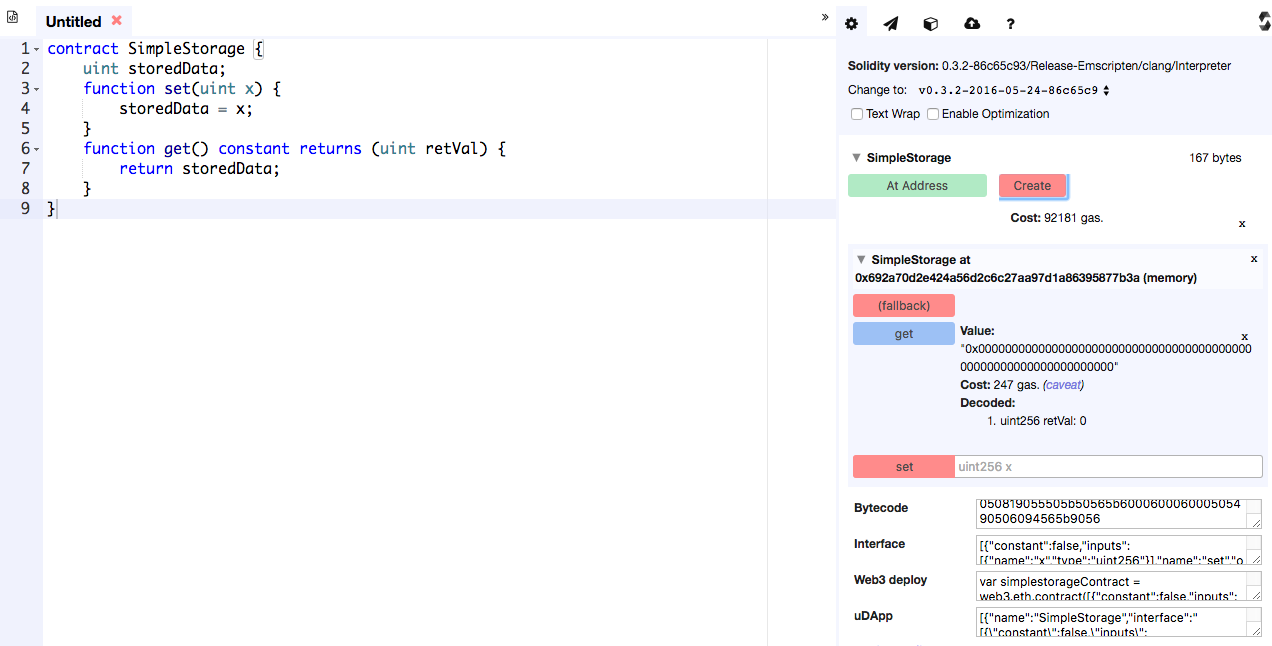 Untitled ✖
»
?
1 contract SimpleStorage {
2 uint storedData;
3 function set(uint x) {
4 storedData = x;
5 }
6 function get() constant returns (uint retVal) {
7 return storedData;
8 }
9 }
Solidity version: 0.3.2-86c65c93/Release-Emscripten/clang/Interpreter
Change to: v0.3.2-2016-05-24-86c65c9
Text Wrap Enable Optimization
SimpleStorage 167 bytes
At Address Create
Cost: 92181 gas.
x
SimpleStorage at x
0x692a70d2e424a56d2c6c27aa97d1a86395877b3a (memory)
(fallback)
get Value: x
"0x0000000000000000000000000000000000000000
000000000000000000000000"
Cost: 247 gas. (caveat)
Decoded:
1. uint256 retVal: 0
set uint256 x
Bytecode 050819055505b50565b6000600060005054
90506094565b9056
Interface [{"constant":false,"inputs":
[{"name":"x","type":"uint256"}],"name":"set","o
Web3 deploy var simplestorageContract =
web3.eth.contract([{"constant":false,"inputs":
uDApp [{"name":"SimpleStorage","interface":"
[{\"constant\":false,\"inputs\":